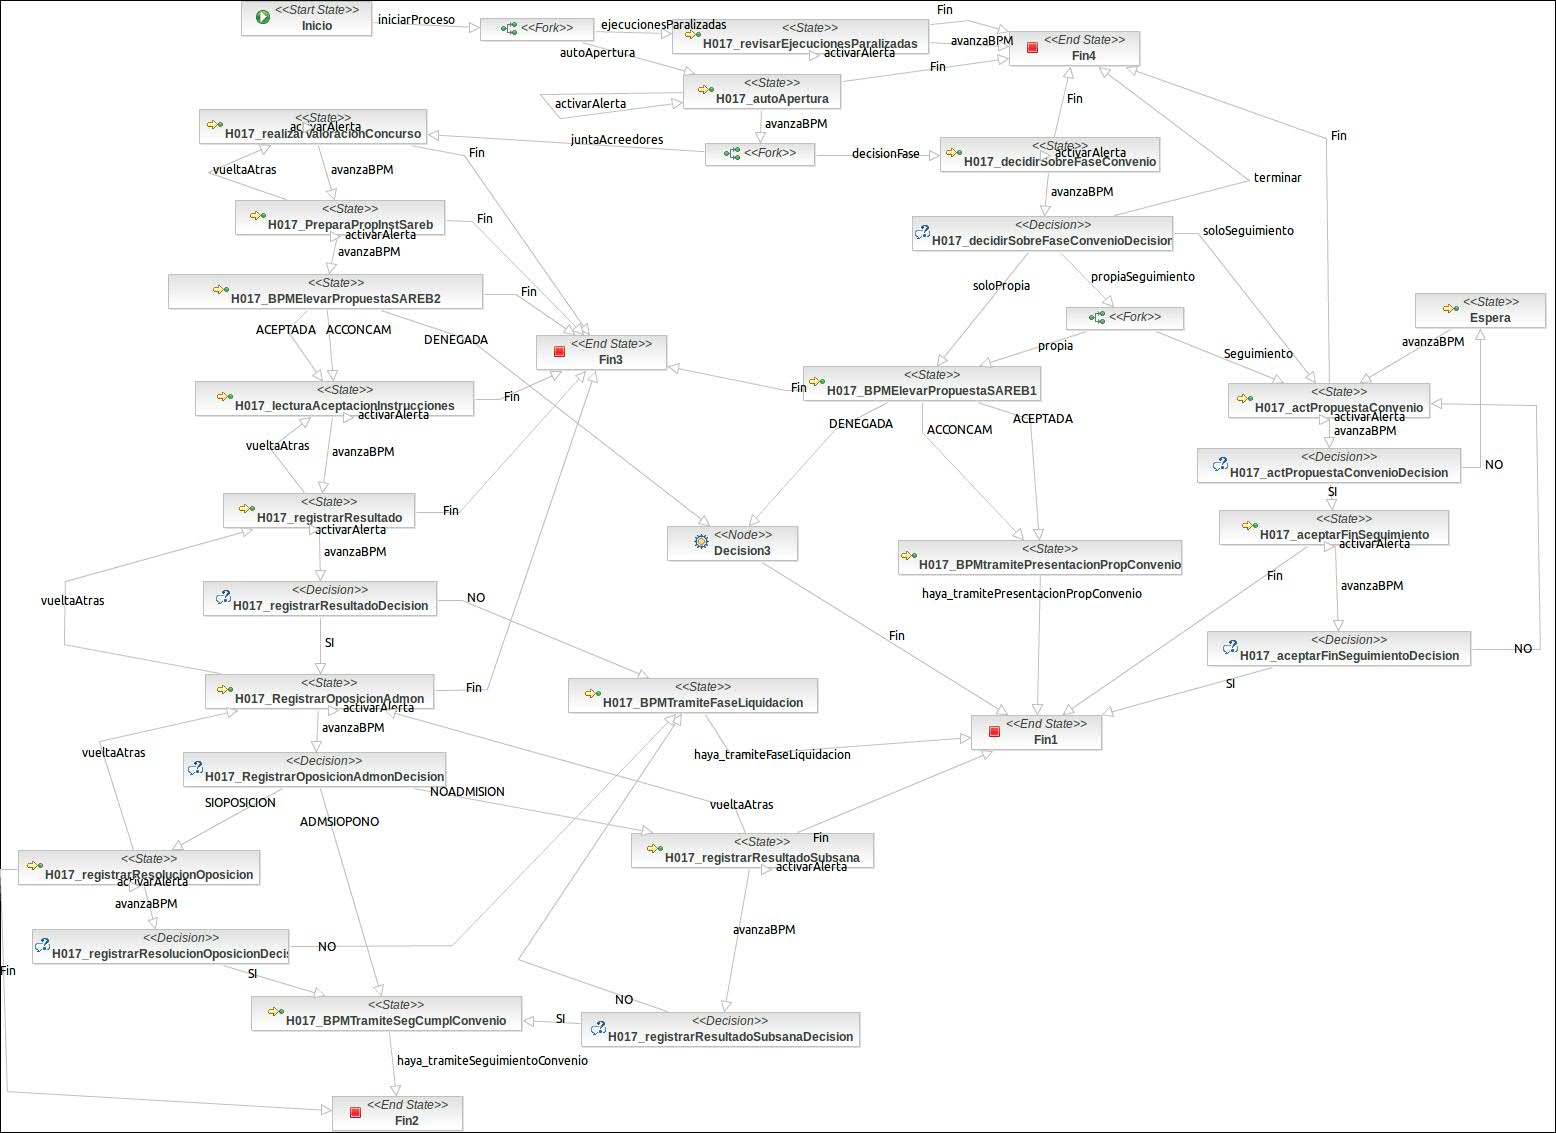 <<Start State>>
Inicio
iniciarProceso
<<Fork>>
ejecucionesParalizadas
<<State>>
H017_revisarEjecucionesParalizadas
activarAlerta
Fin
avanzaBPM
<<End State>>
Fin4
autoApertura
<<State>>
H017_autoApertura
activarAlerta
Fin
avanzaBPM
Fin
<<State>>
H017_realizarValoracionConcurso
activarAlerta
juntaAcreedores
<<Fork>>
decisionFase
<<State>>
H017_decidirSobreFaseConvenio
activarAlerta
Fin
Fin
vueltaAtras
avanzaBPM
avanzaBPM
terminar
<<State>>
H017_PreparaPropInstSareb
activarAlerta
Fin
avanzaBPM
<<Decision>>
H017_decidirSobreFaseConvenioDecision
soloSeguimiento
<<State>>
H017_BPMElevarPropuestaSAREB2
Fin
soloPropia
propiaSeguimiento
<<State>>
Espera
ACEPTADA
ACCONCAM
DENEGADA
<<Fork>>
avanzaBPM
<<End State>>
Fin3
propia
Seguimiento
<<State>>
H017_lecturaAceptacionInstrucciones
activarAlerta
Fin
Fin
<<State>>
H017_BPMElevarPropuestaSAREB1
<<State>>
H017_actPropuestaConvenio
activarAlerta
avanzaBPM
DENEGADA
ACCONCAM
ACEPTADA
vueltaAtras
avanzaBPM
<<Decision>>
H017_actPropuestaConvenioDecision
NO
SI
<<State>>
H017_registrarResultado
activarAlerta
Fin
avanzaBPM
<<Node>>
Decision3
<<State>>
H017_BPMtramitePresentacionPropConvenio
<<State>>
H017_aceptarFinSeguimiento
activarAlerta
Fin
avanzaBPM
vueltaAtras
<<Decision>>
H017_registrarResultadoDecision
NO
haya_tramitePresentacionPropConvenio
SI
Fin
<<Decision>>
H017_aceptarFinSeguimientoDecision
NO
SI
<<State>>
H017_RegistrarOposicionAdmon
activarAlerta
Fin
<<State>>
H017_BPMTramiteFaseLiquidacion
avanzaBPM
<<End State>>
Fin1
vueltaAtras
<<Decision>>
H017_RegistrarOposicionAdmonDecision
haya_tramiteFaseLiquidacion
SIOPOSICION
NOADMISION
vueltaAtras
ADMSIOPONO
Fin
<<State>>
H017_registrarResultadoSubsana
activarAlerta
<<State>>
H017_registrarResolucionOposicion
activarAlerta
avanzaBPM
avanzaBPM
<<Decision>>
H017_registrarResolucionOposicionDecis
NO
Fin
SI
NO
<<State>>
H017_BPMTramiteSegCumplConvenio
SI
<<Decision>>
H017_registrarResultadoSubsanaDecision
haya_tramiteSeguimientoConvenio
<<End State>>
Fin2